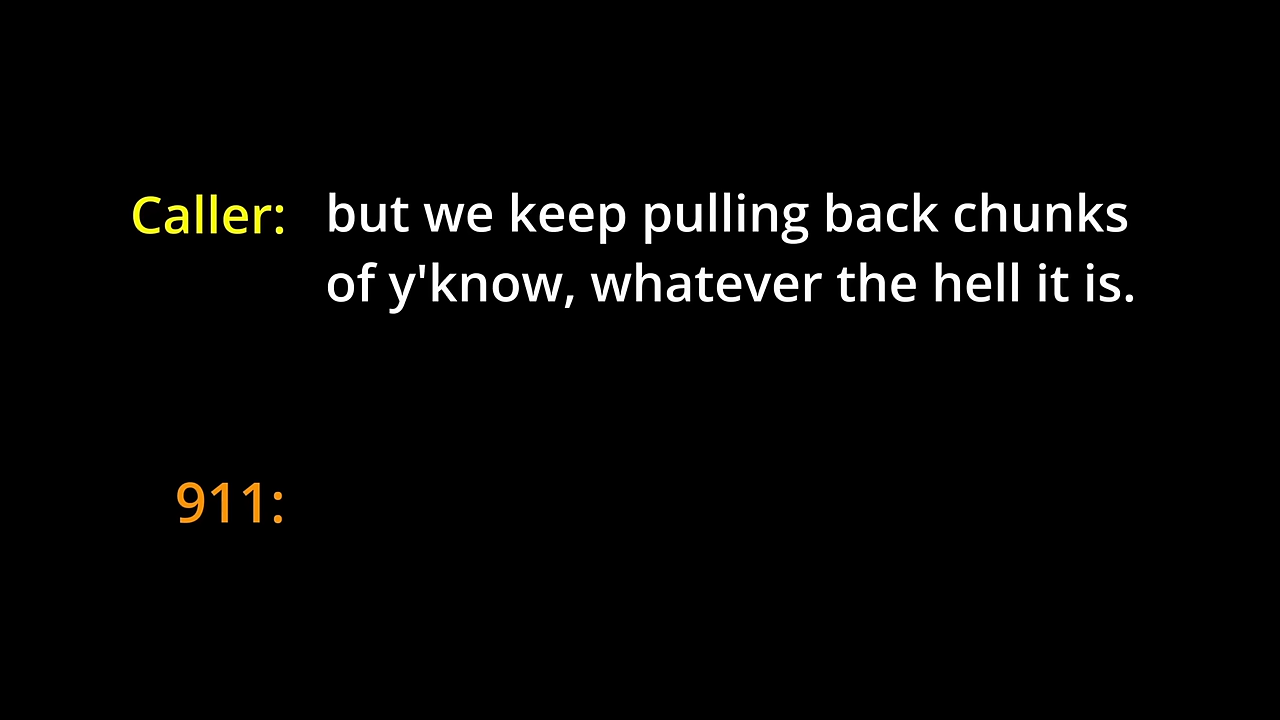 Caller: but we keep pulling back chunks
of y'know, whatever the hell it is.
911: